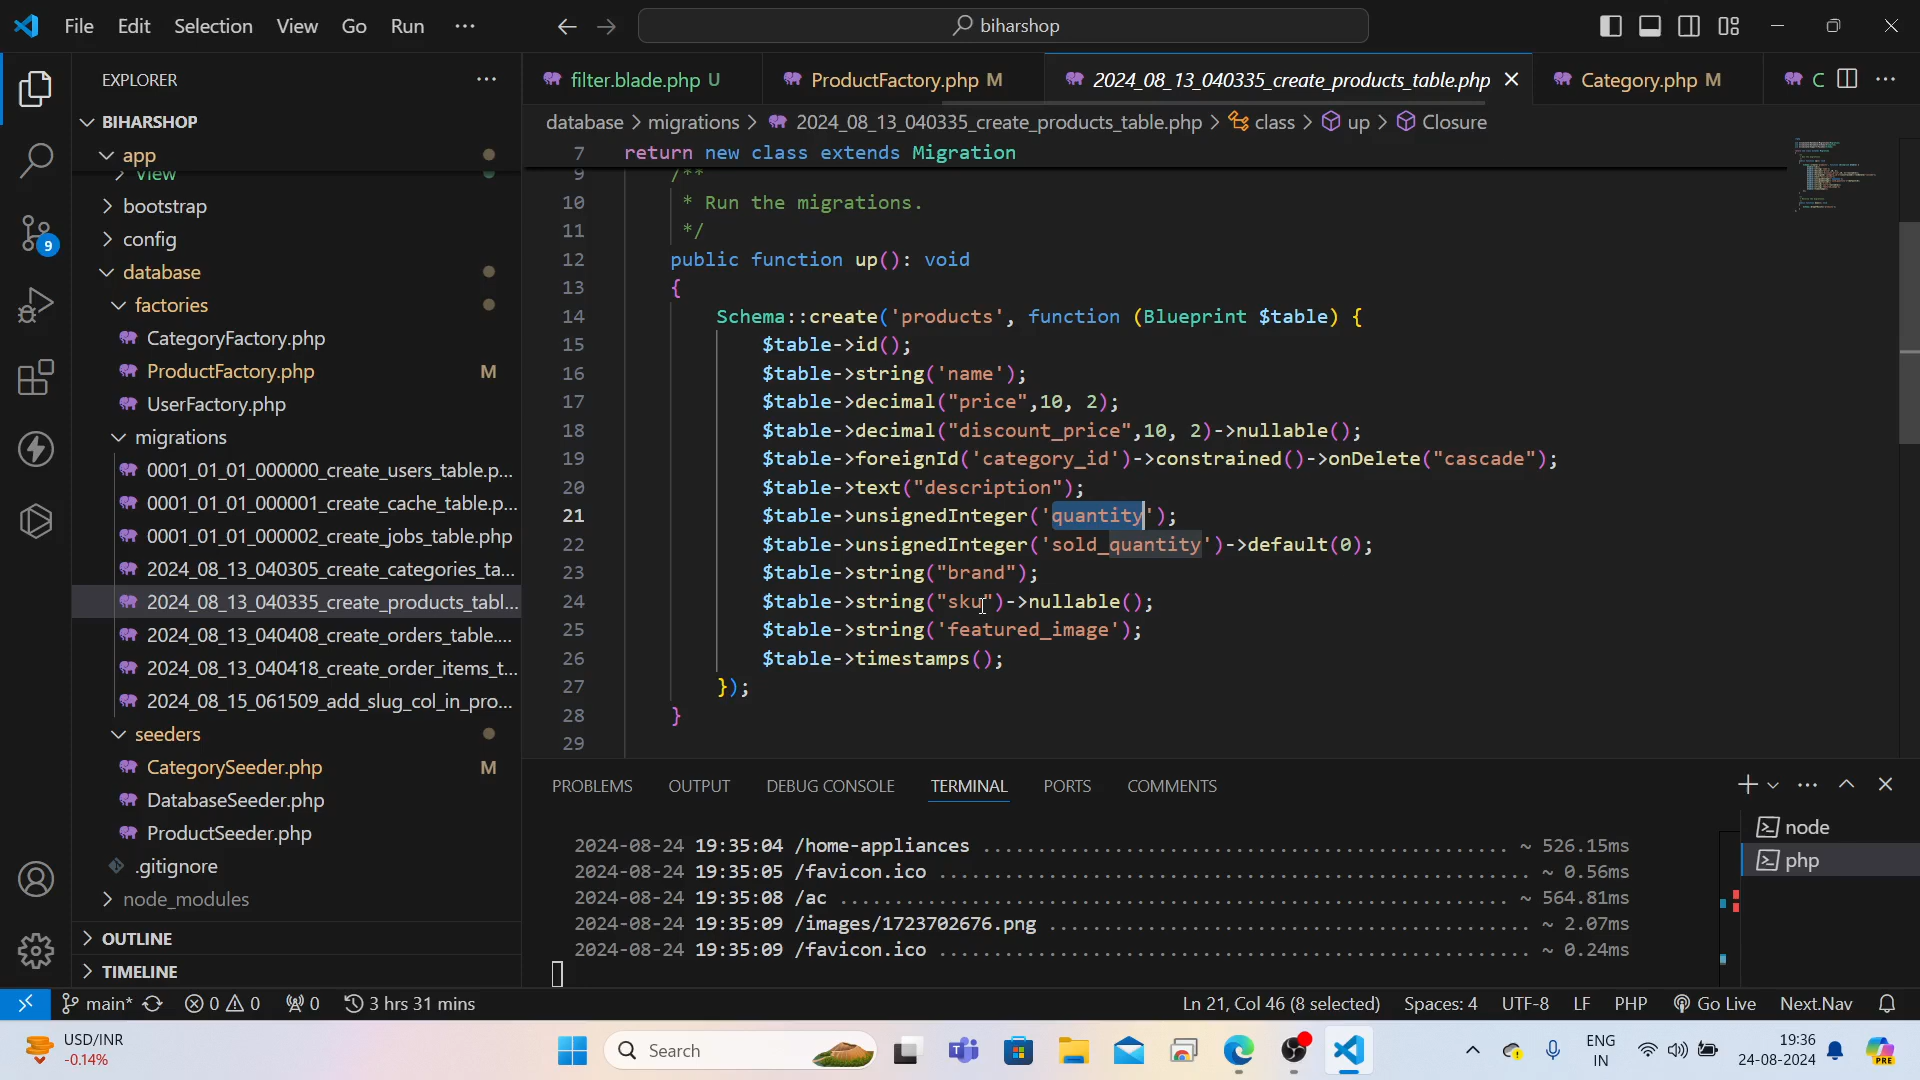 File Edit Selection View Go Run ···
biharshop
EXPLORER
BIHARSHOP
app
View
bootstrap
config
database
factories
CategoryFactory.php
ProductFactory.php M
UserFactory.php
migrations
0001_01_01_000000_create_users_table.p...
0001_01_01_000001_create_cache_table.p...
0001_01_01_000002_create_jobs_table.php
2024_08_13_040305_create_categories_ta...
2024_08_13_040335_create_products_tabl...
2024_08_13_040408_create_orders_table....
2024_08_13_040418_create_order_items_t...
2024_08_15_061509_add_slug_col_in_pro...
seeders
CategorySeeder.php M
DatabaseSeeder.php
ProductSeeder.php
.gitignore
node_modules
OUTLINE
TIMELINE
9
filter.blade.php U
ProductFactory.php M
2024_08_13_040335_create_products_table.php
Category.php M
C
database > migrations > 2024_08_13_040335_create_products_table.php > class > up > Closure
7 return new class extends Migration
9 /**
10 * Run the migrations.
11 */
12 public function up(): void
13 {
14 Schema::create('products', function (Blueprint $table) {
15 $table->id();
16 $table->string('name');
17 $table->decimal("price",10, 2);
18 $table->decimal("discount_price",10, 2)->nullable();
19 $table->foreignId('category_id')->constrained()->onDelete("cascade");
20 $table->text("description");
21 $table->unsignedInteger('quantity');
22 $table->unsignedInteger('sold_quantity')->default(0);
23 $table->string("brand");
24 $table->string("sku")->nullable();
25 $table->string('featured_image');
26 $table->timestamps();
27 });
28 }
29
PROBLEMS OUTPUT DEBUG CONSOLE TERMINAL PORTS COMMENTS
2024-08-24 19:35:04 /home-appliances ............................................. ~ 526.15ms
2024-08-24 19:35:05 /favicon.ico ................................................... ~ 0.56ms
2024-08-24 19:35:08 /ac .......................................................... ~ 564.81ms
2024-08-24 19:35:09 /images/1723702676.png ......................................... ~ 2.07ms
2024-08-24 19:35:09 /favicon.ico ................................................... ~ 0.24ms
node
php
main* 0 0 0 3 hrs 31 mins
Ln 21, Col 46 (8 selected) Spaces: 4 UTF-8 LF PHP Go Live Next.Nav
USD/INR
-0.14%
Search
ENG
IN
19:36
24-08-2024
PRE